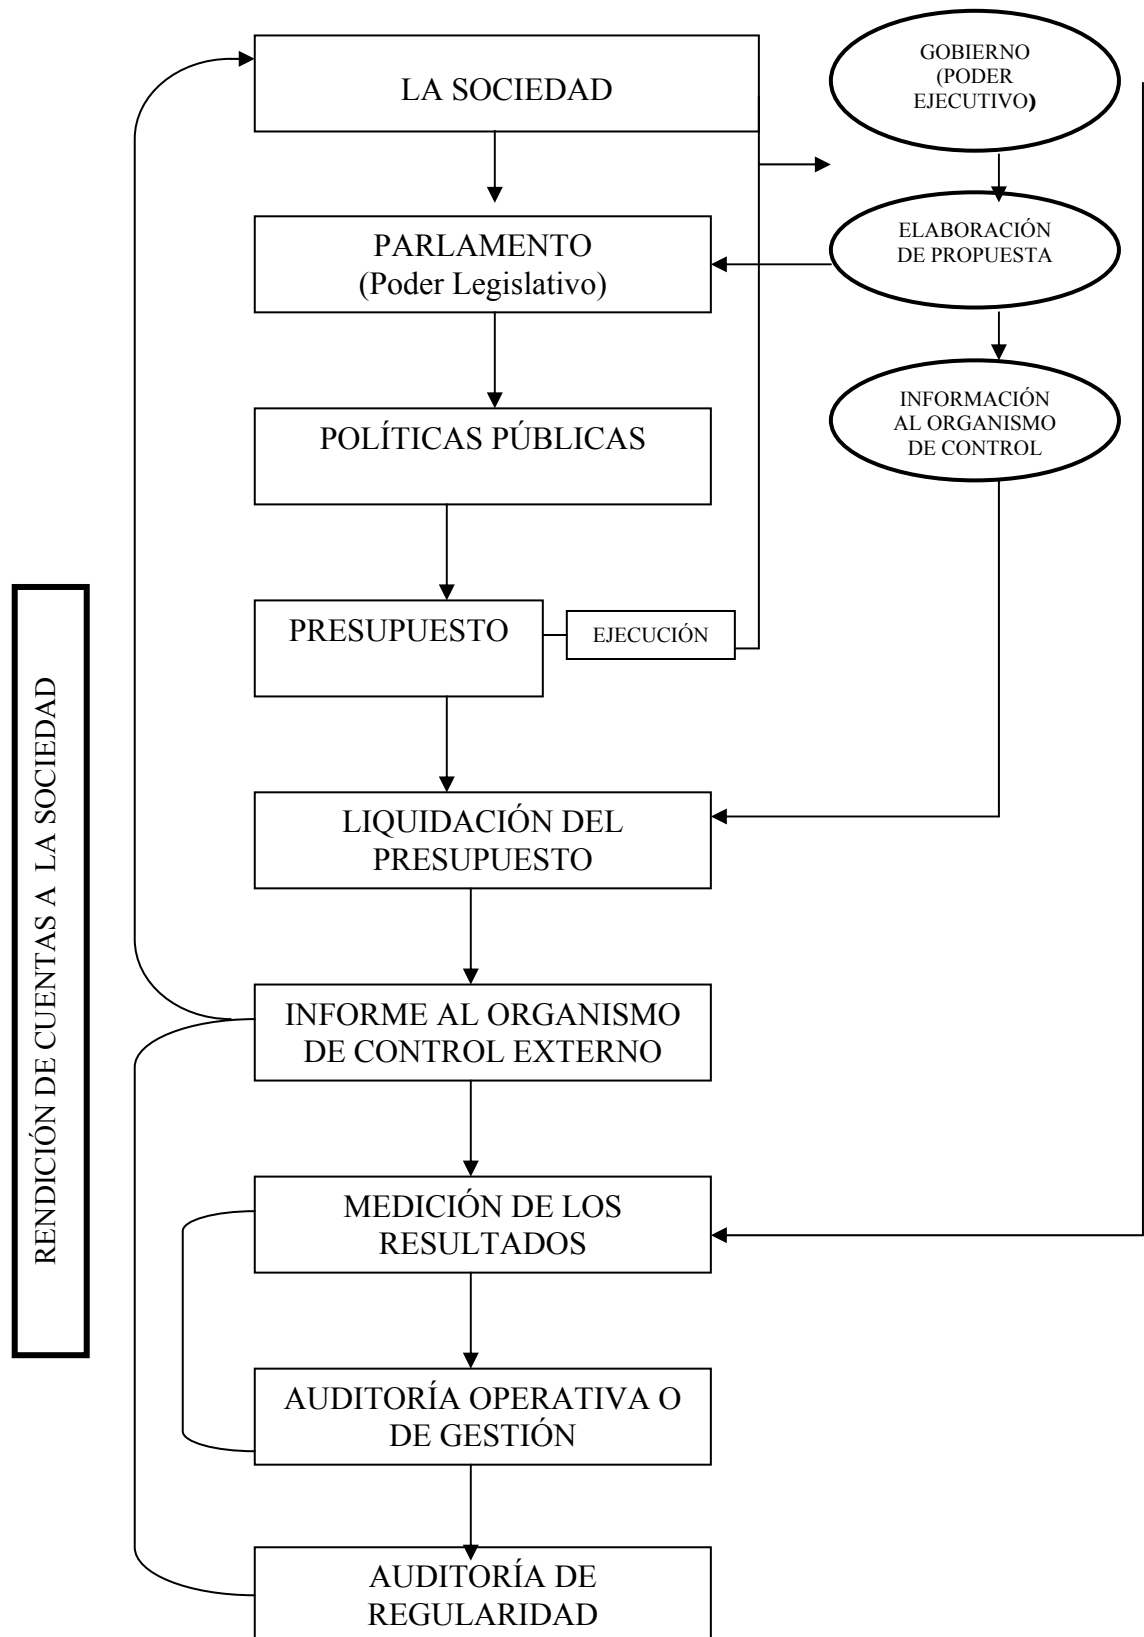 LA SOCIEDAD
GOBIERNO
(PODER
EJECUTIVO)
PARLAMENTO
(Poder Legislativo)
ELABORACIÓN
DE PROPUESTA
POLÍTICAS PÚBLICAS
INFORMACIÓN
AL ORGANISMO
DE CONTROL
PRESUPUESTO
EJECUCIÓN
LIQUIDACIÓN DEL
PRESUPUESTO
INFORME AL ORGANISMO
DE CONTROL EXTERNO
MEDICIÓN DE LOS
RESULTADOS
AUDITORÍA OPERATIVA O
DE GESTIÓN
AUDITORÍA DE
REGULARIDAD
RENDICIÓN DE CUENTAS A LA SOCIEDAD